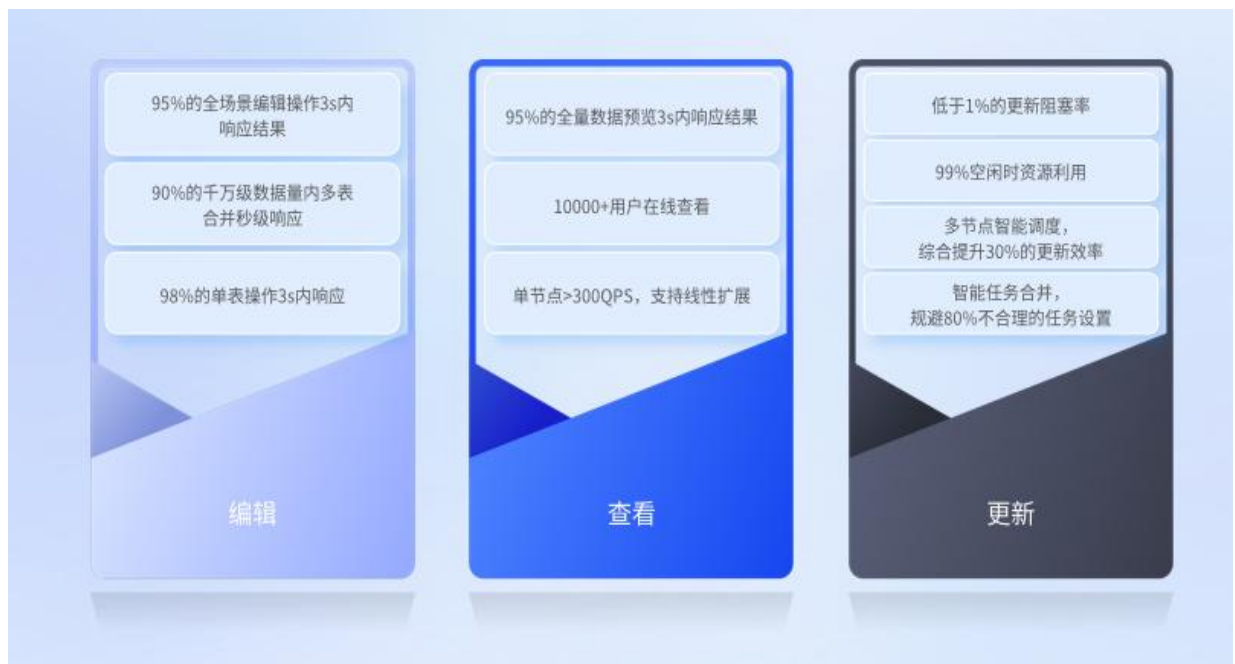 95%的全场景编辑操作3s内
响应结果
90%的千万级数据量内多表
合并秒级响应
98%的单表操作3s内响应
编辑
95%的全量数据预览3s内响应结果
10000+用户在线查看
单节点>300QPS，支持线性扩展
查看
低于1%的更新阻塞率
99%空闲时资源利用
多节点智能调度，
综合提升30%的更新效率
智能任务合并，
规避80%不合理的任务设置
更新